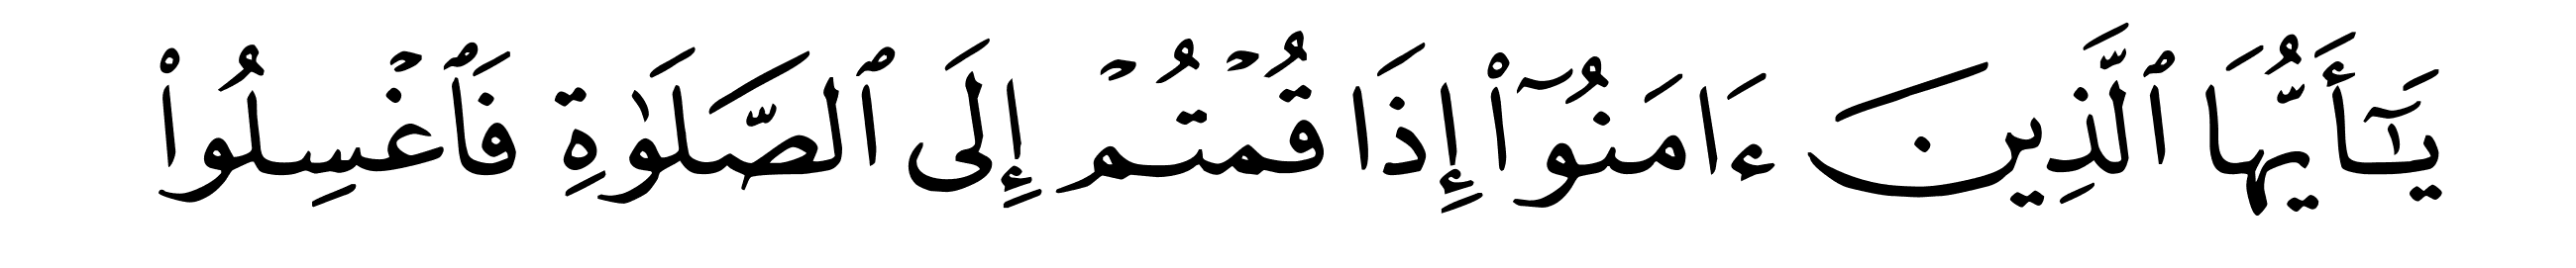 يَـٰٓأَيُّهَا ٱلَّذِينَ ءَامَنُوٓا۟ إِذَا قُمْتُمْ إِلَى ٱلصَّلَوٰةِ فَٱغْسِلُوا۟